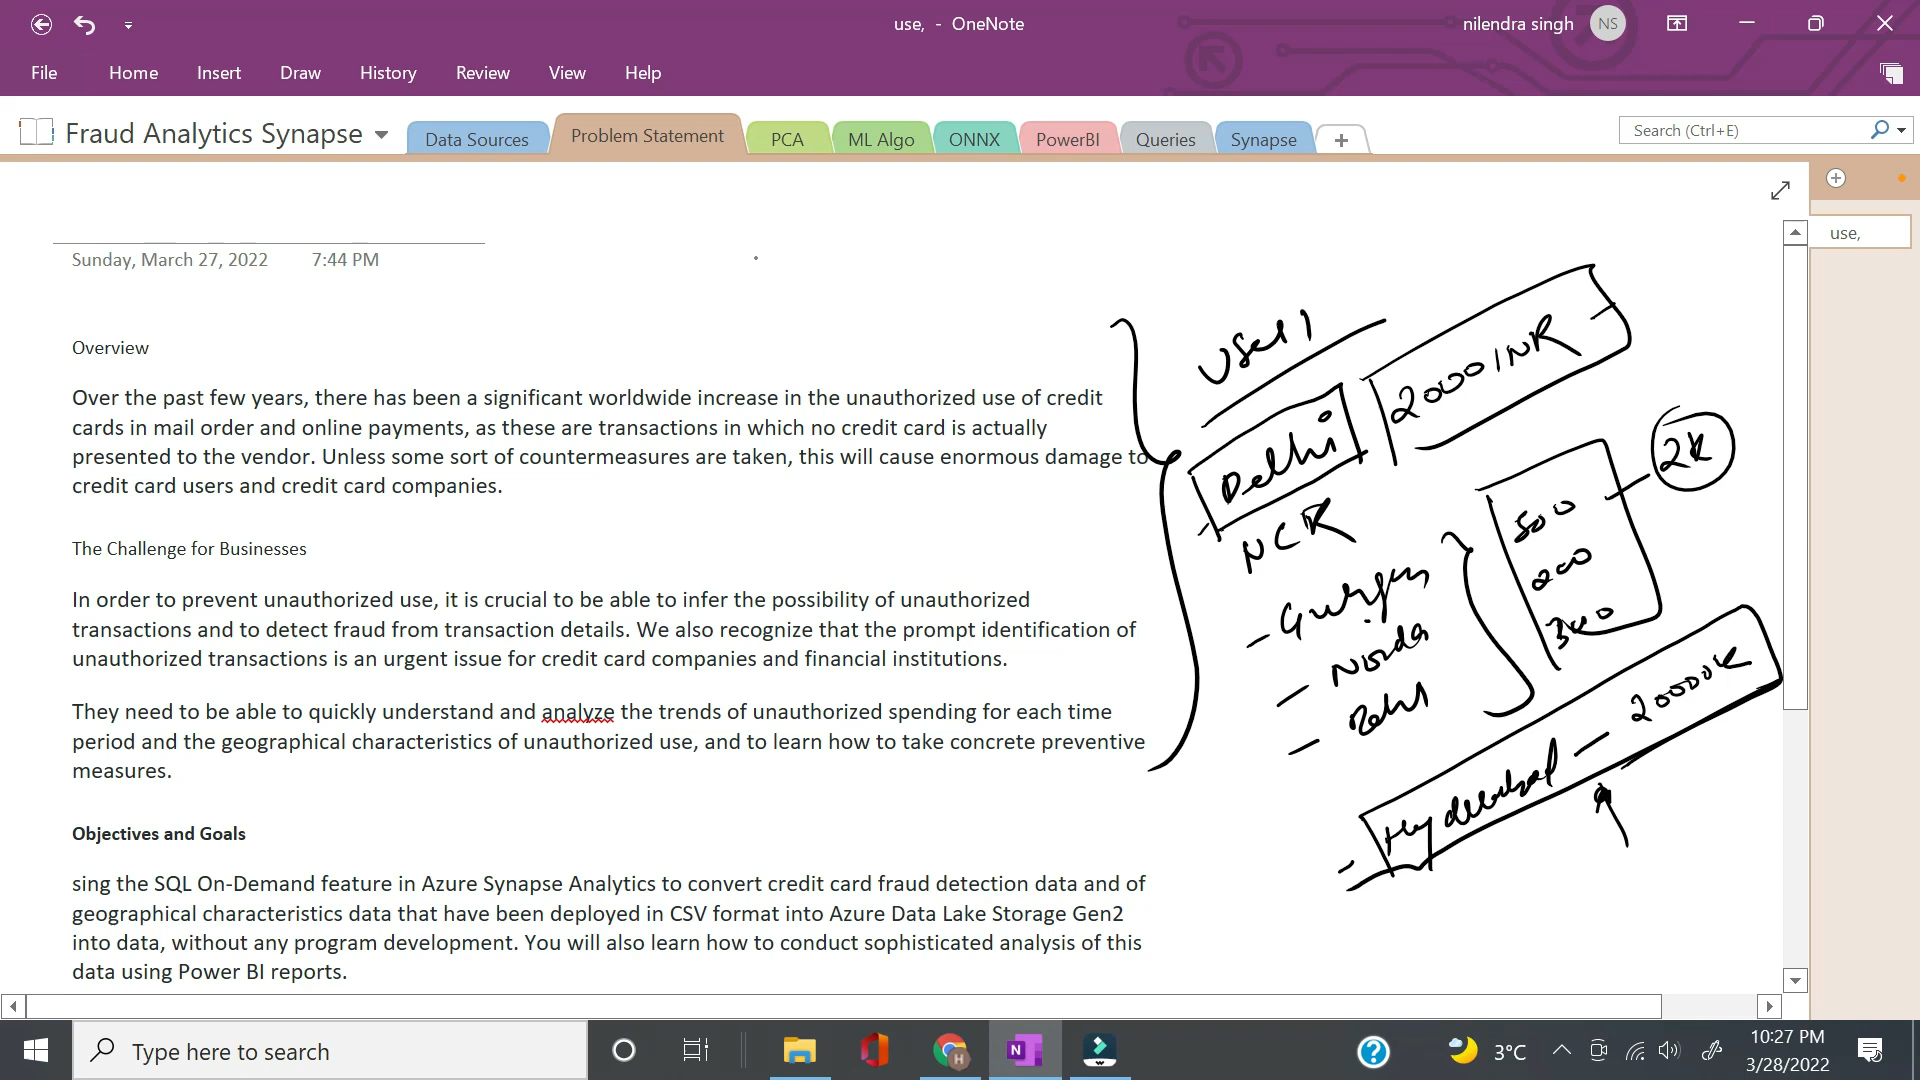 use, - OneNote
nilendra singh
NS
File Home Insert Draw History Review View Help
Fraud Analytics Synapse
Data Sources Problem Statement PCA ML Algo ONNX PowerBI Queries Synapse +
Search (Ctrl+E)
use,
Sunday, March 27, 2022 7:44 PM
Overview
Over the past few years, there has been a significant worldwide increase in the unauthorized use of credit
cards in mail order and online payments, as these are transactions in which no credit card is actually
presented to the vendor. Unless some sort of countermeasures are taken, this will cause enormous damage to
credit card users and credit card companies.
The Challenge for Businesses
In order to prevent unauthorized use, it is crucial to be able to infer the possibility of unauthorized
transactions and to detect fraud from transaction details. We also recognize that the prompt identification of
unauthorized transactions is an urgent issue for credit card companies and financial institutions.
They need to be able to quickly understand and analyze the trends of unauthorized spending for each time
period and the geographical characteristics of unauthorized use, and to learn how to take concrete preventive
measures.
Objectives and Goals
sing the SQL On-Demand feature in Azure Synapse Analytics to convert credit card fraud detection data and of
geographical characteristics data that have been deployed in CSV format into Azure Data Lake Storage Gen2
into data, without any program development. You will also learn how to conduct sophisticated analysis of this
data using Power BI reports.
User 1
Delhi 2000 INR
NCR
500
200
300
2K
- Noida
Type here to search
N
H
3°C
10:27 PM
3/28/2022